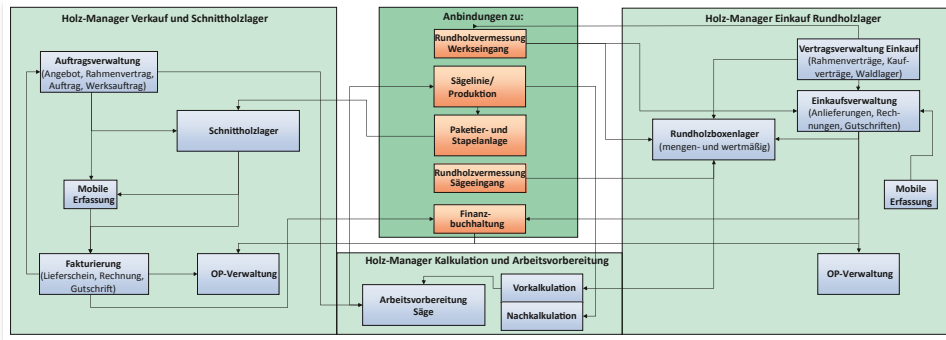 Holz-Manager Verkauf und Schnittholzlager
Auftragsverwaltung
(Angebot, Rahmenvertrag,
Auftrag, Werksauftrag)
Schnittholzlager
Mobile
Erfassung
Fakturierung
(Lieferschein, Rechnung,
Gutschrift)
OP-Verwaltung
Anbindungen zu:
Rundholzvermessung
Werkseingang
Sägelinie/
Produktion
Paketier- und
Stapelanlage
Rundholzvermessung
Sägeeingang
Finanz-
buchhaltung
Holz-Manager Kalkulation und Arbeitsvorbereitung
Arbeitsvorbereitung
Säge
Vorkalkulation
Nachkalkulation
Holz-Manager Einkauf Rundholzlager
Vertragsverwaltung Einkauf
(Rahmenverträge, Kauf-
verträge, Waldlager)
Einkaufsverwaltung
(Anlieferungen, Rech-
nungen, Gutschriften)
Rundholzboxenlager
(mengen- und wertmäßig)
Mobile
Erfassung
OP-Verwaltung